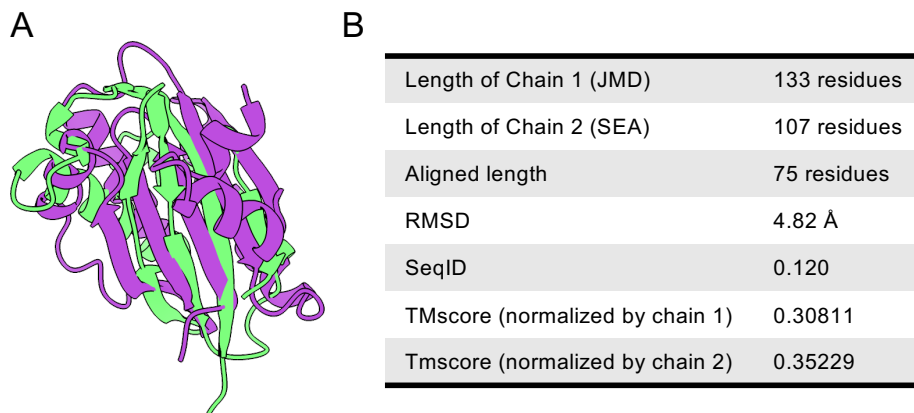 A
B
Length of Chain 1 (JMD) 133 residues
Length of Chain 2 (SEA) 107 residues
Aligned length 75 residues
RMSD 4.82 Å
SeqID 0.120
TMscore (normalized by chain 1) 0.30811
Tmscore (normalized by chain 2) 0.35229